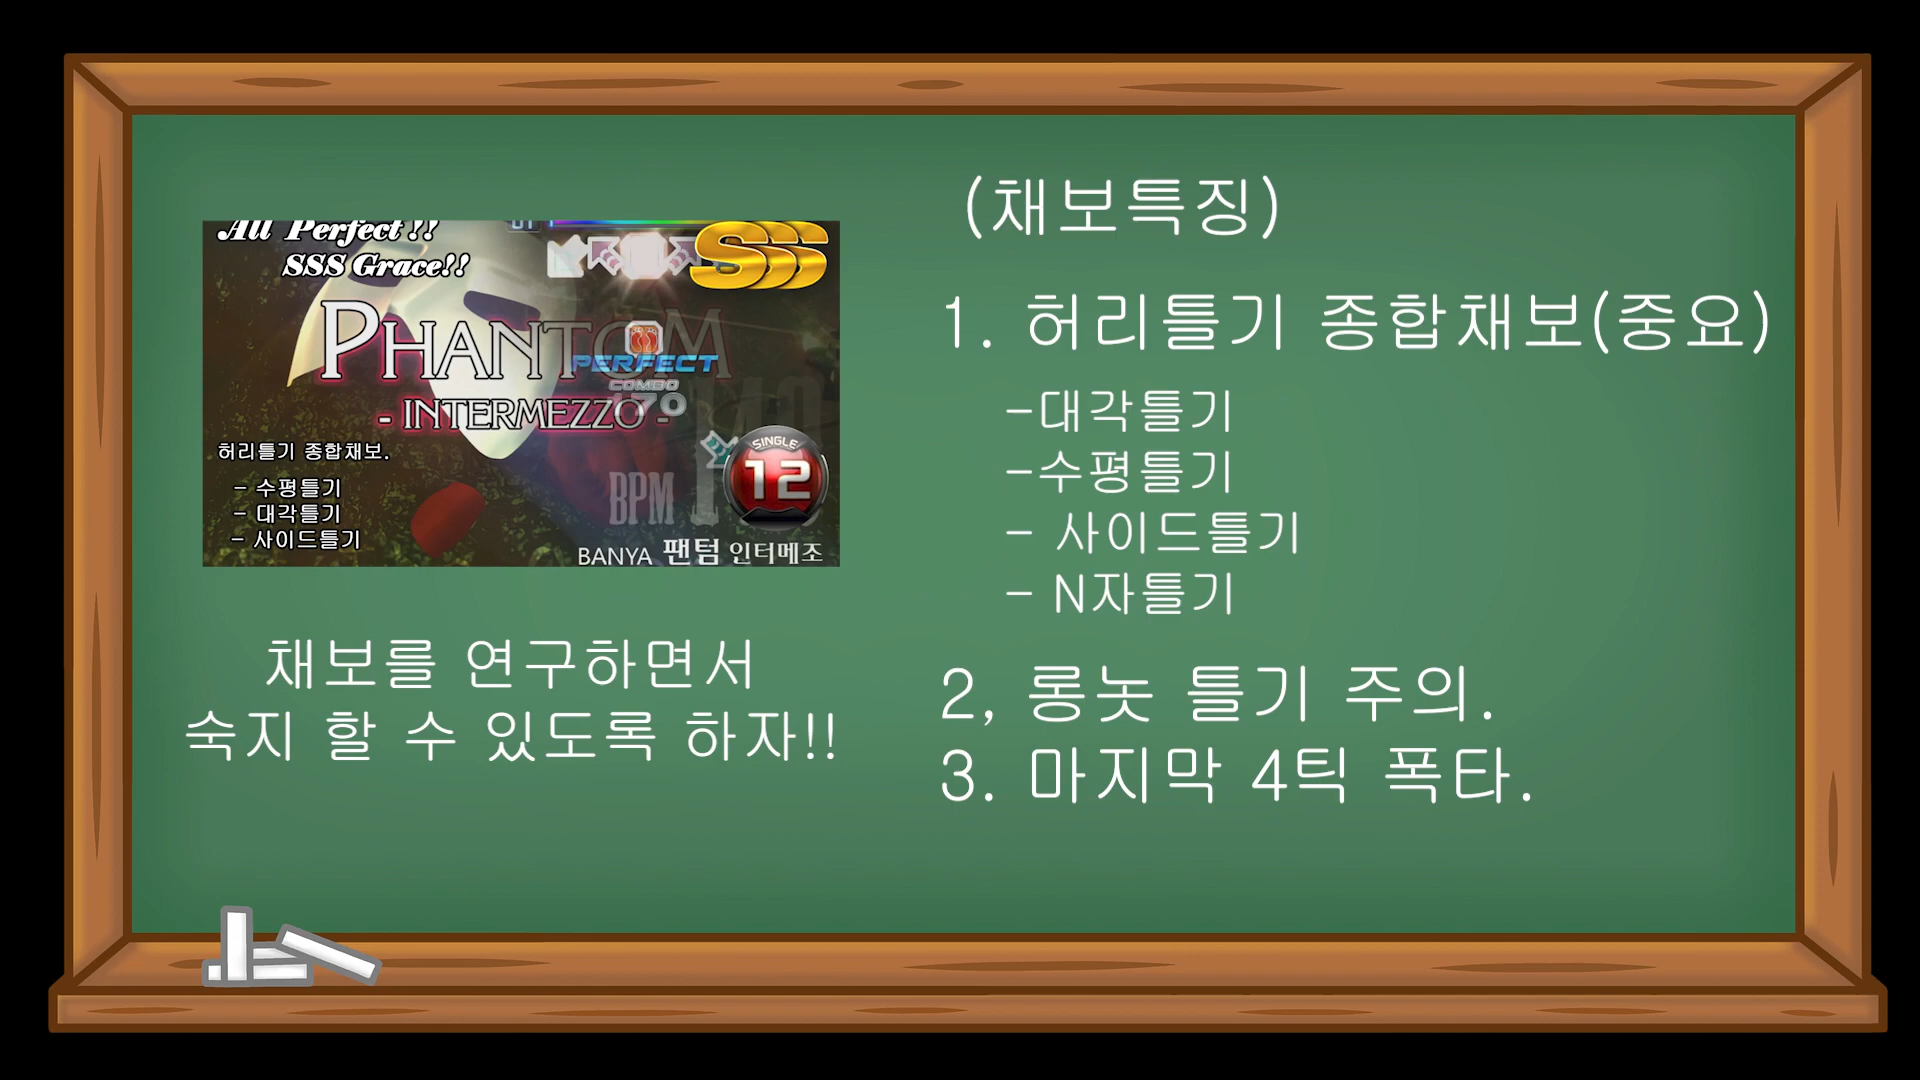 All Perfect !!
SSS Grace!!
SSS
PHANTOM
PERFECT
COMBO
170
- INTERMEZZO -
허리틀기 종합채보.
- 수평틀기
- 대각틀기
- 사이드틀기
SINGLE
12
BPM
BANYA 팬텀 인터메조
채보를 연구하면서
숙지 할 수 있도록 하자!!
(채보특징)
1. 허리틀기 종합채보(중요)
-대각틀기
-수평틀기
- 사이드틀기
- N자틀기
2, 롱놋 틀기 주의.
3. 마지막 4틱 폭타.